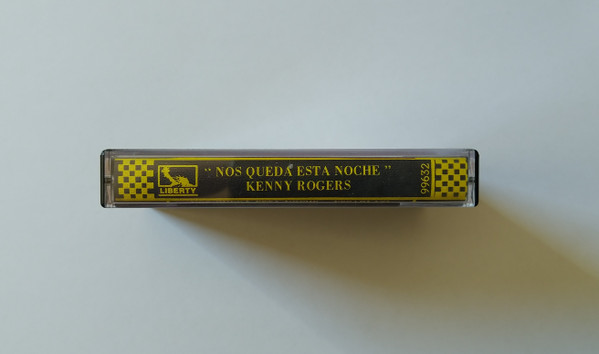 LIBERTY
“ NOS QUEDA ESTA NOCHE ”
KENNY ROGERS
99632